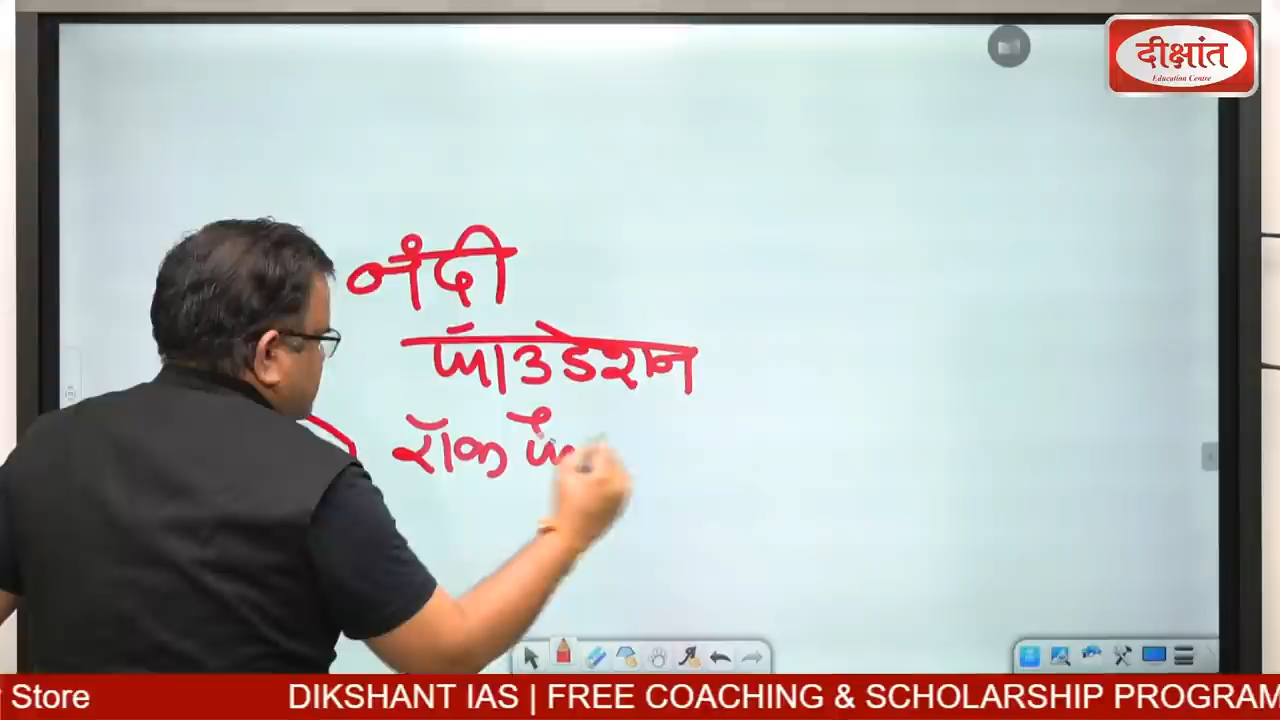 दीक्षांत
Education Centre
नंदी
फॉउडेशन
रॉक
Store DIKSHANT IAS | FREE COACHING & SCHOLARSHIP PROGRAM